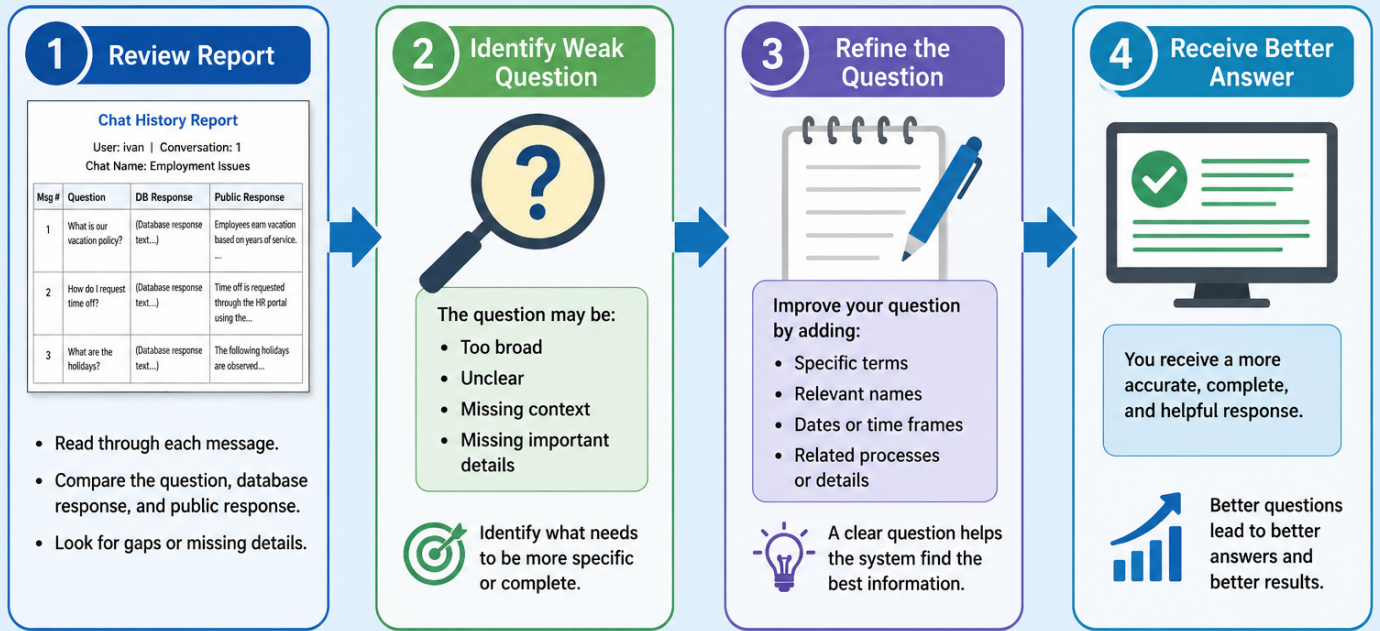 1 Review Report
Chat History Report
User: ivan | Conversation: 1
Chat Name: Employment Issues
Msg # Question DB Response Public Response
1 What is our (Database response Employees earn vacation
vacation policy? text...) based on years of service.
...
2 How do I request (Database response Time off is requested
time off? text...) through the HR portal
using the...
3 What are the (Database response The following holidays
holidays? text...) are observed...
• Read through each message.
• Compare the question, database
response, and public response.
• Look for gaps or missing details.
2 Identify Weak
Question
?
The question may be:
• Too broad
• Unclear
• Missing context
• Missing important
details
Identify what needs
to be more specific
or complete.
3 Refine the
Question
Improve your question
by adding:
• Specific terms
• Relevant names
• Dates or time frames
• Related processes
or details
A clear question helps
the system find the
best information.
4 Receive Better
Answer
You receive a more
accurate, complete,
and helpful response.
Better questions
lead to better
answers and
better results.